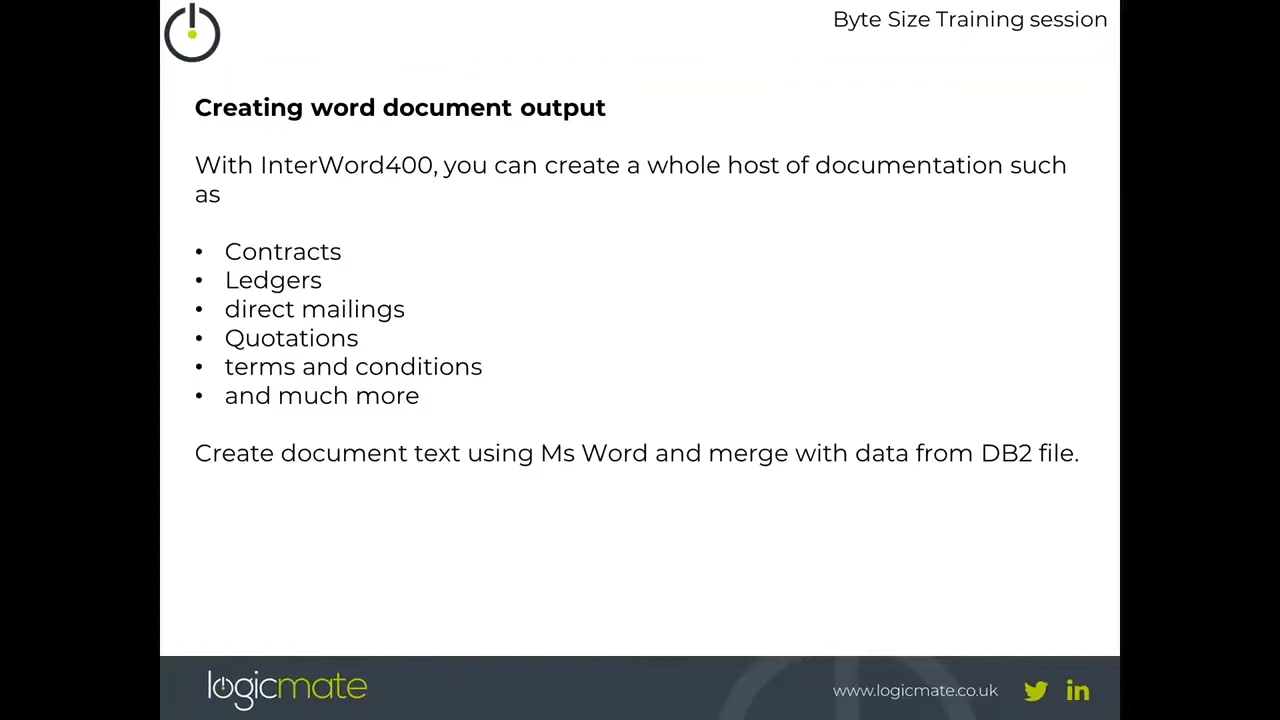 Byte Size Training session
Creating word document output
With InterWord400, you can create a whole host of documentation such
as
• Contracts
• Ledgers
• direct mailings
• Quotations
• terms and conditions
• and much more
Create document text using Ms Word and merge with data from DB2 file.
logicmate
www.logicmate.co.uk
in